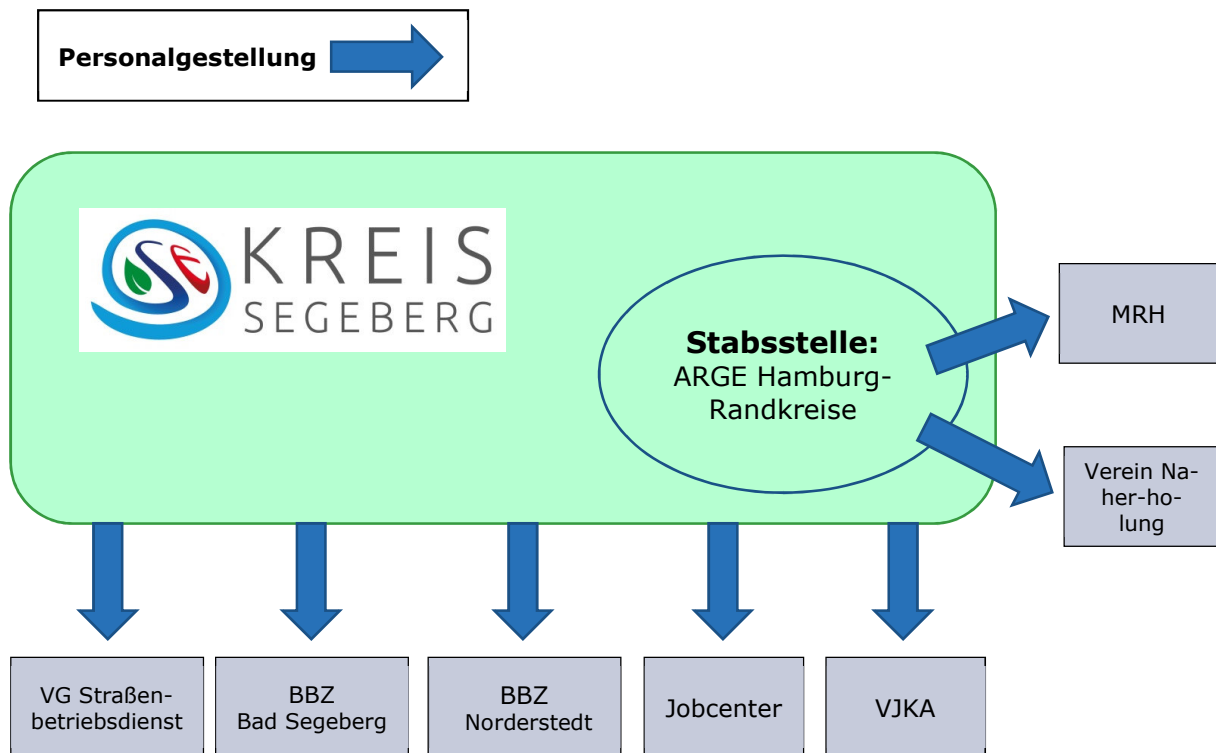 Personalgestellung
KREIS
SEGEBERG
Stabsstelle:
ARGE Hamburg-
Randkreise
MRH
Verein Na-
her-ho-
lung
VG Straßen-
betriebsdienst
BBZ
Bad Segeberg
BBZ
Norderstedt
Jobcenter
VJKA